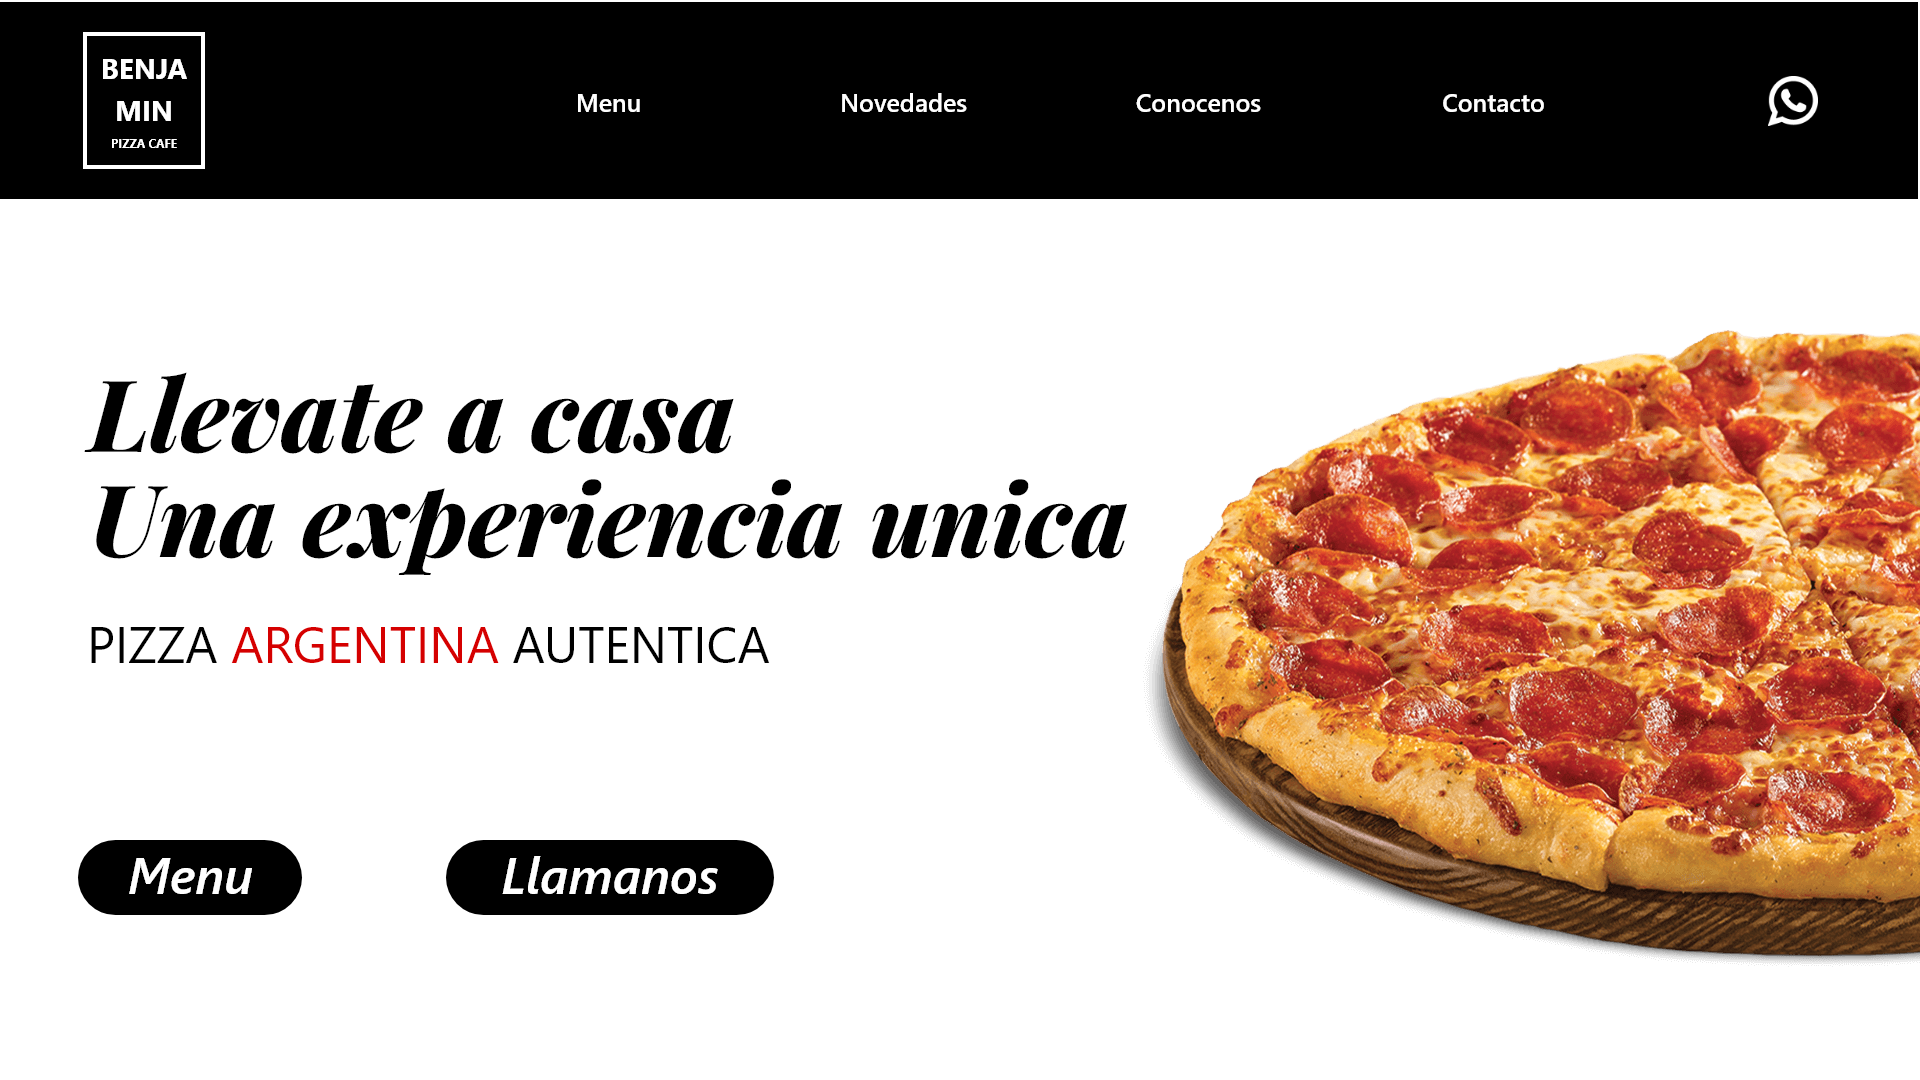 BENJA
MIN
PIZZA CAFE
Menu
Novedades
Conocenos
Contacto
Llevate a casa
Una experiencia unica
PIZZA ARGENTINA AUTENTICA
Menu
Llamanos